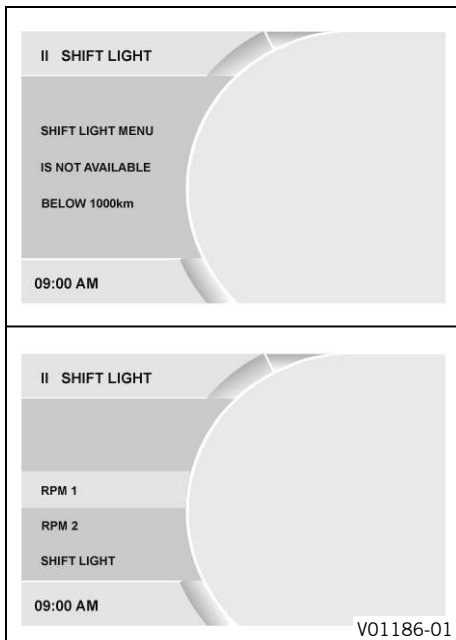 II SHIFT LIGHT
SHIFT LIGHT MENU
IS NOT AVAILABLE
BELOW 1000km
09:00 AM
II SHIFT LIGHT
RPM 1
RPM 2
SHIFT LIGHT
09:00 AM
V01186-01